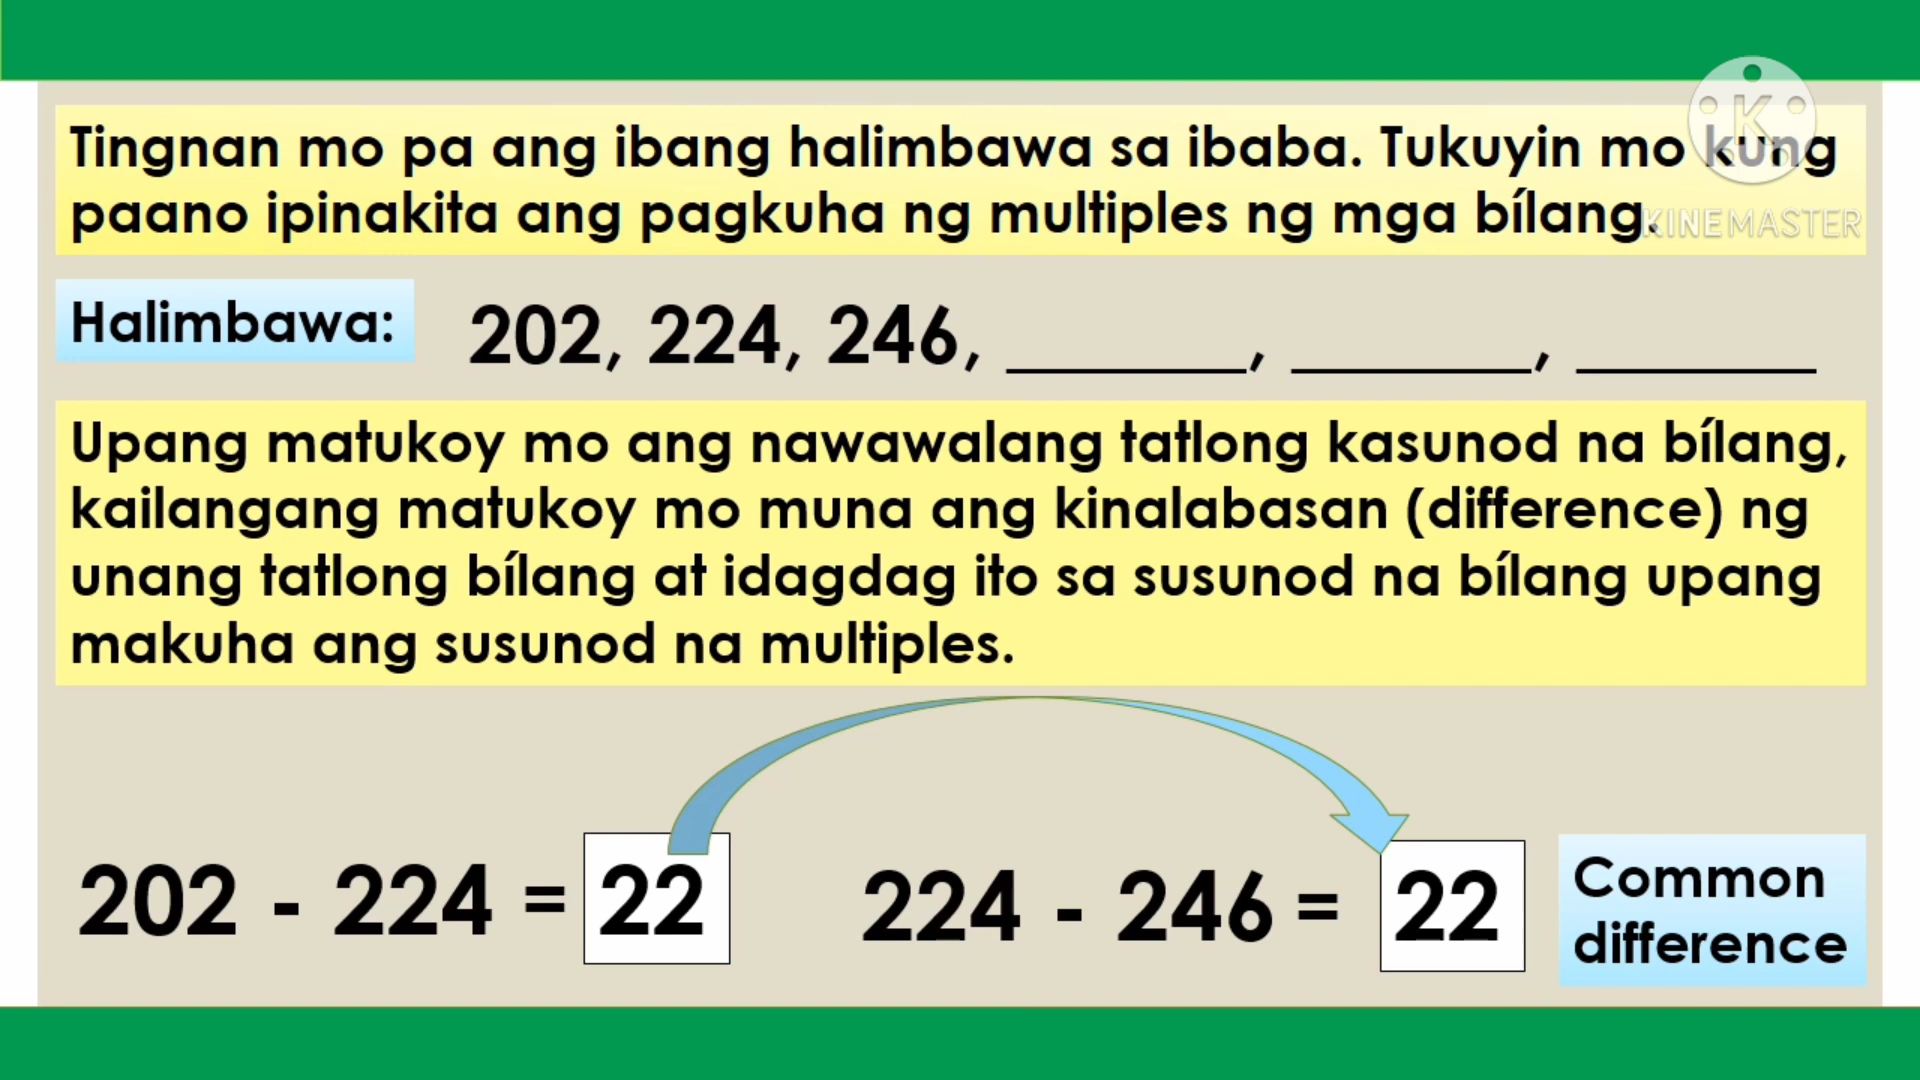 Tingnan mo pa ang ibang halimbawa sa ibaba. Tukuyin mo kung
paano ipinakita ang pagkuha ng multiples ng mga bílang.
K
KINEMASTER
Halimbawa:
202, 224, 246, _______, _______, _______
Upang matukoy mo ang nawawalang tatlong kasunod na bílang,
kailangang matukoy mo muna ang kinalabasan (difference) ng
unang tatlong bílang at idagdag ito sa susunod na bílang upang
makuha ang susunod na multiples.
202 - 224 = 22
224 - 246 = 22
Common
difference